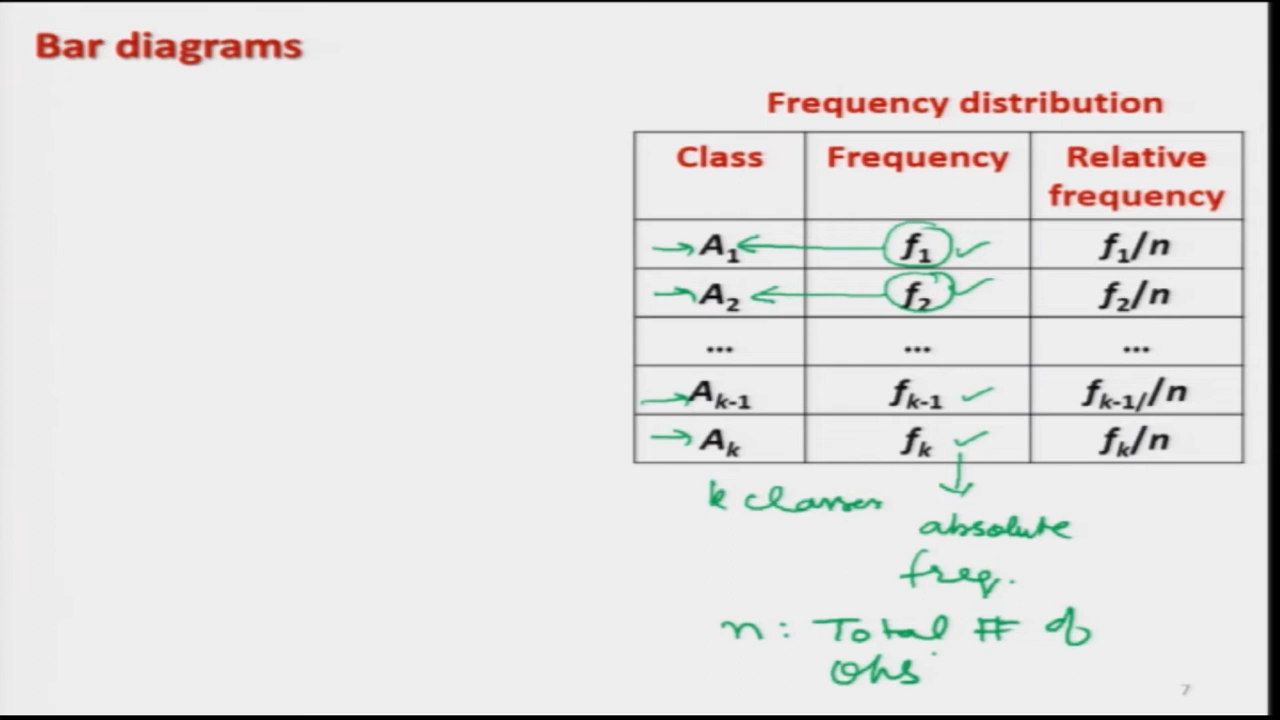 Bar diagrams
Frequency distribution
Class Frequency Relative frequency
A1 f1 f1/n
A2 f2 f2/n
... ... ...
Ak-1 fk-1 fk-1//n
Ak fk fk/n
k classes
absolute
freq.
n: Total # of
obs
7